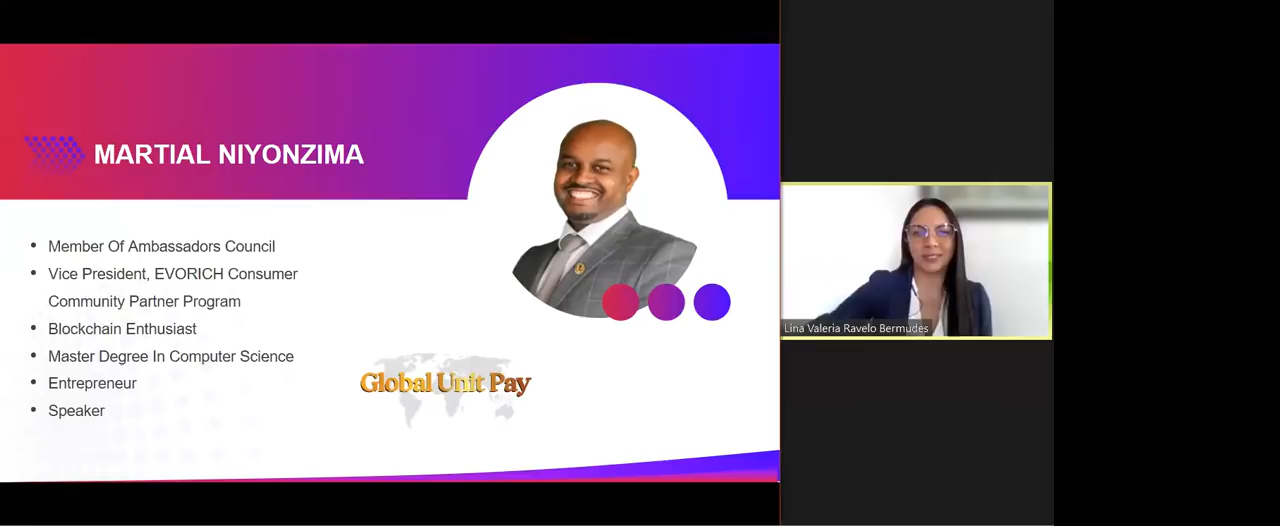 MARTIAL NIYONZIMA
• Member Of Ambassadors Council
• Vice President, EVORICH Consumer
Community Partner Program
• Blockchain Enthusiast
• Master Degree In Computer Science
• Entrepreneur
• Speaker
Global Unit Pay
Lina Valeria Ravelo Bermudes